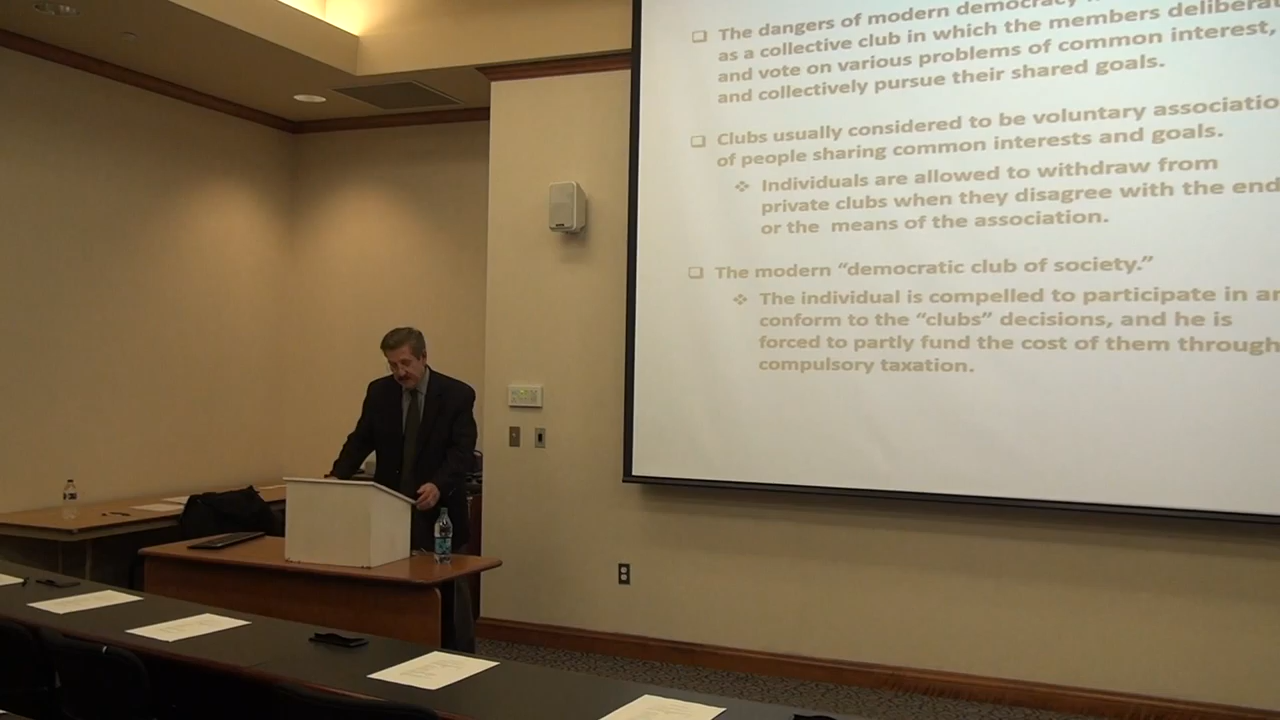 The dangers of modern democracy
as a collective club in which the members
and vote on various problems of common interest,
and collectively pursue their shared goals.
Clubs usually considered to be voluntary
of people sharing common interests and goals.
Individuals are allowed to withdraw from
private clubs when they disagree with the
or the means of the association.
The modern “democratic club of society.”
The individual is compelled to participate in
conform to the “clubs” decisions, and he is
forced to partly fund the cost of them through
compulsory taxation.